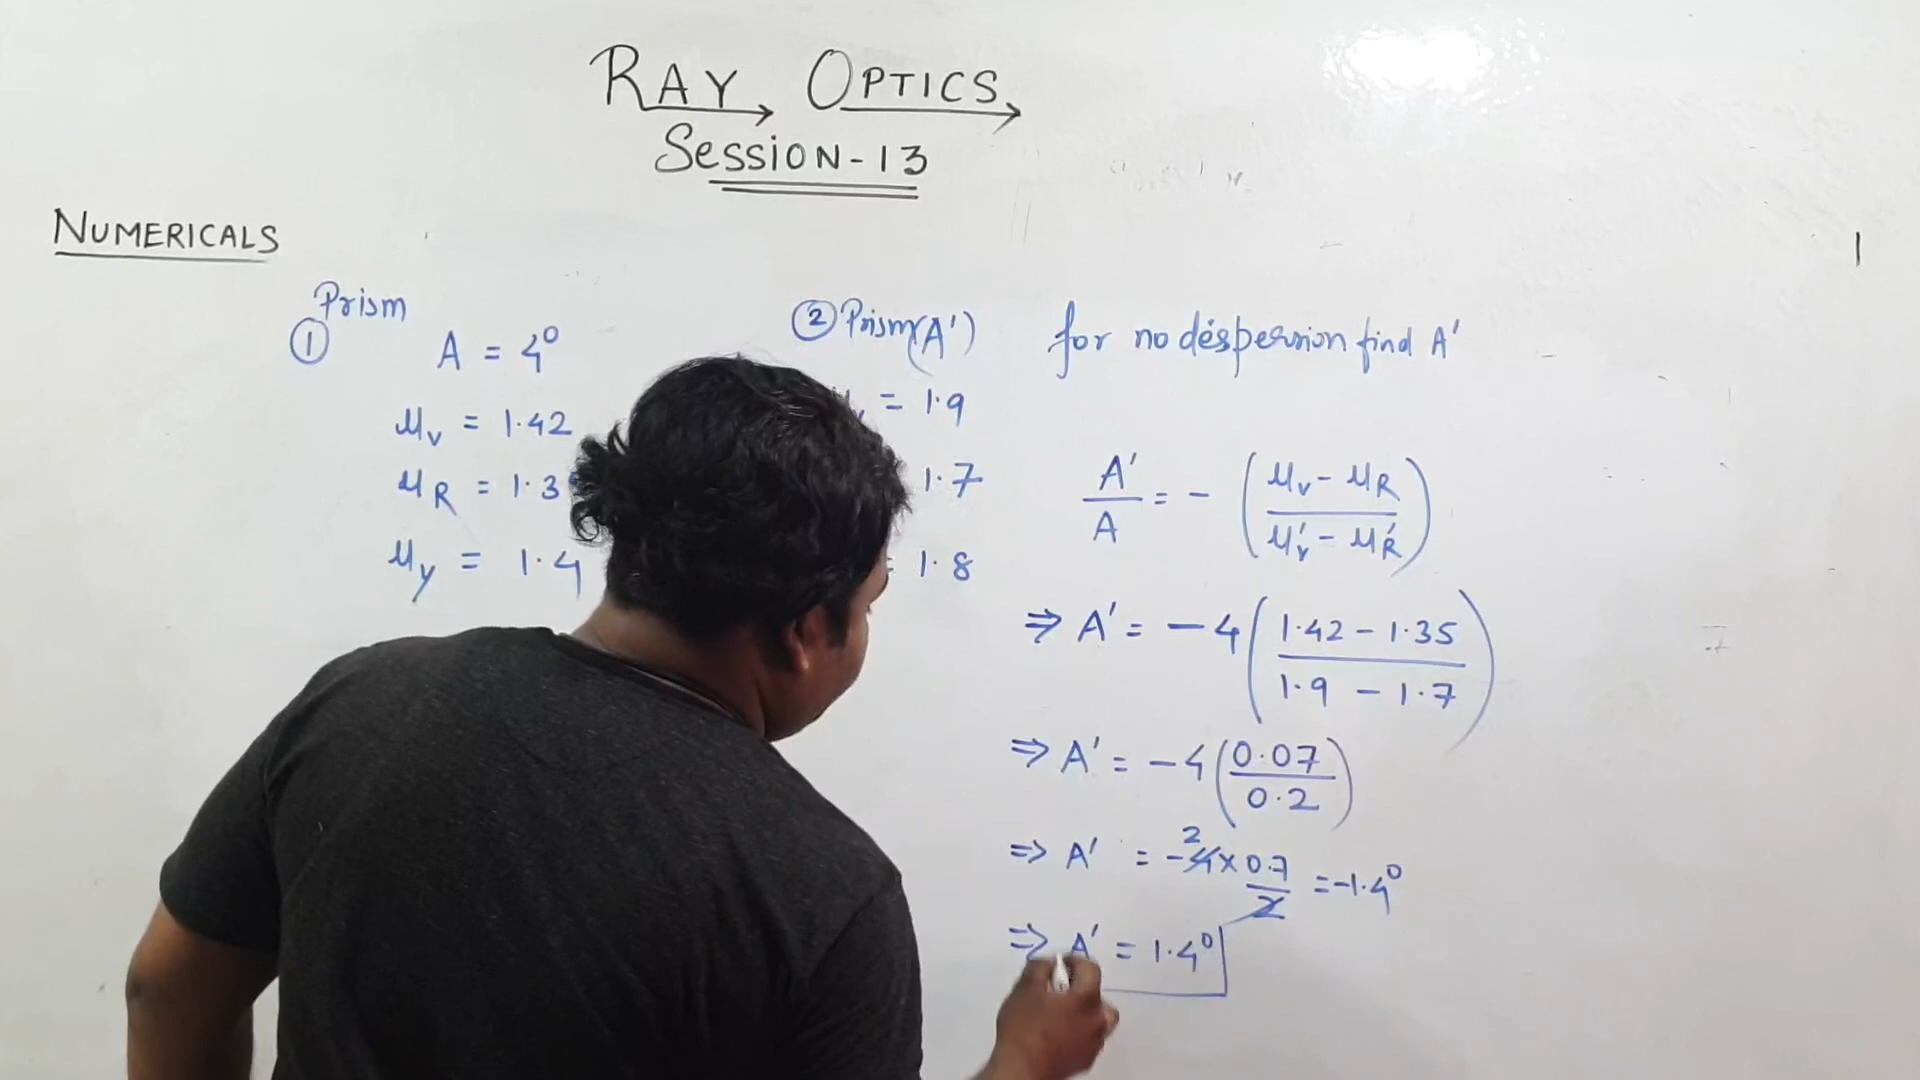 RAY OPTICS
SESSION-13
NUMERICALS
Prism
①
A = 4°
μv = 1.42
μR = 1.3
μy = 1.4
② Prism(A')
= 1.9
1.7
1.8
for no déspersion find A'
A'/A = - (μv - μR / μ'v - μ'R)
⇒ A' = -4 (1.42 - 1.35 / 1.9 - 1.7)
⇒ A' = -4 (0.07 / 0.2)
⇒ A' = -4 2 × 0.7 / 2 = -1.4°
⇒ A' = 1.4°